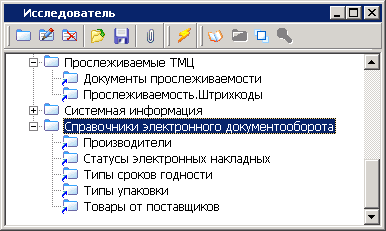 Исследователь
Прослеживаемые ТМЦ
Документы прослеживаемости
Прослеживаемость.Штрихкоды
Системная информация
Справочники электронного документооборота
Производители
Статусы электронных накладных
Типы сроков годности
Типы упаковки
Товары от поставщиков